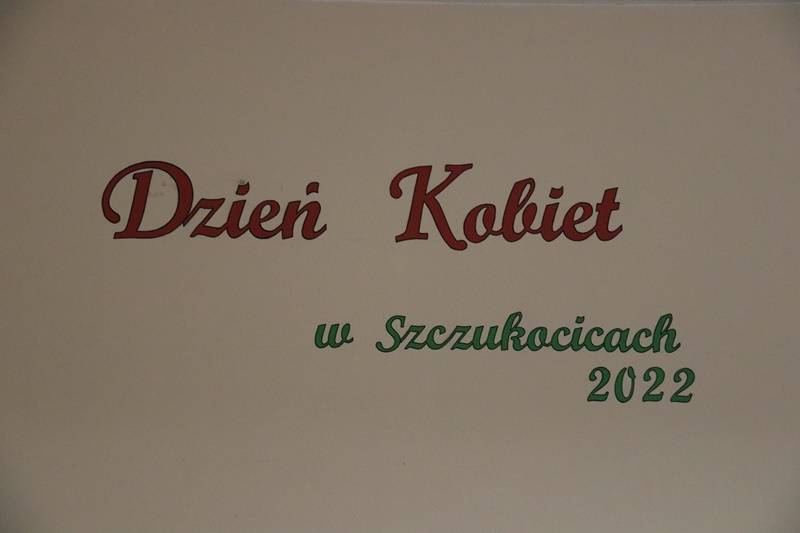 Dzień Kobiet
w Szczukocicach
2022